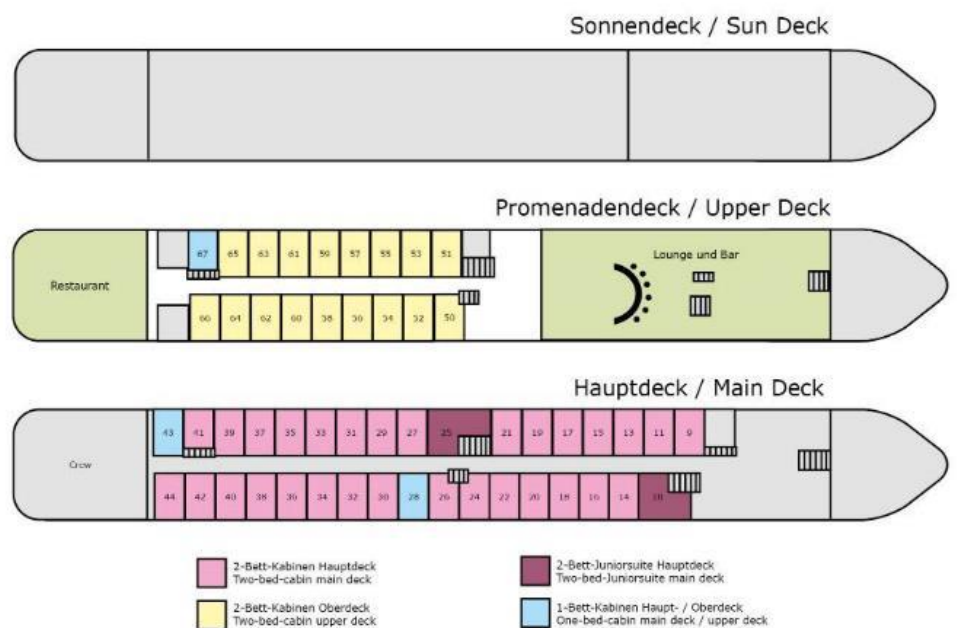 Sonnendeck / Sun Deck
Promenadendeck / Upper Deck
67 65 63 61 59 57 55 53 51
Restaurant
Lounge und Bar
66 64 62 60 58 56 54 52 50
Hauptdeck / Main Deck
43 41 39 37 35 33 31 29 27 25 21 19 17 15 13 11 9
Crew
44 42 40 38 36 34 32 30 28 26 24 22 20 18 16 14 10
2-Bett-Kabinen Hauptdeck
Two-bed-cabin main deck
2-Bett-Juniorsuite Hauptdeck
Two-bed-Juniorsuite main deck
2-Bett-Kabinen Oberdeck
Two-bed-cabin upper deck
1-Bett-Kabinen Haupt- / Oberdeck
One-bed-cabin main deck / upper deck